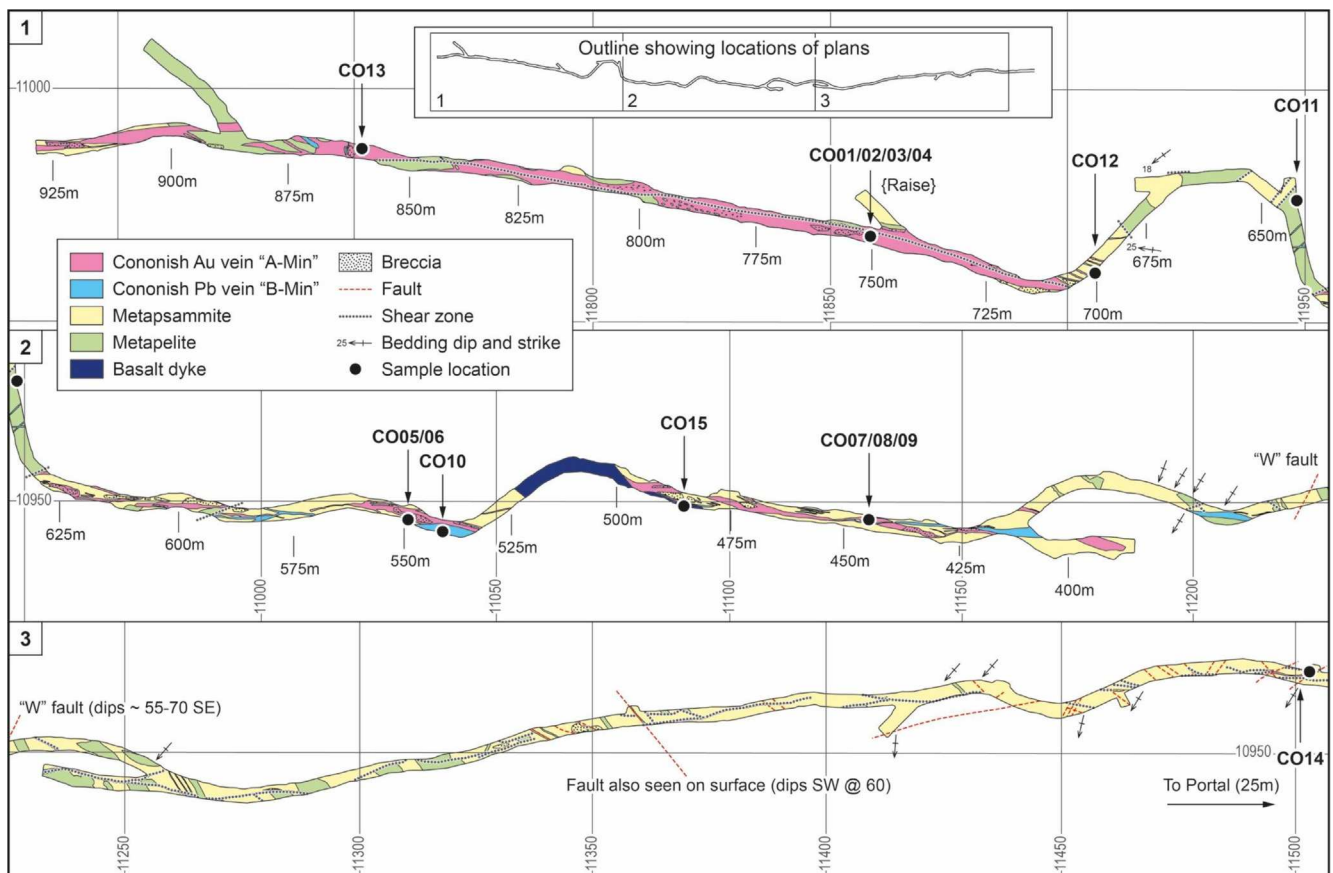 1
Outline showing locations of plans
1
2
3
11000
CO13
CO11
CO01/02/03/04
{Raise}
CO12
18
25
925m
900m
875m
850m
825m
800m
775m
750m
725m
700m
675m
650m
11800
11850
11950
Cononish Au vein “A-Min”
Cononish Pb vein “B-Min”
Metapsammite
Metapelite
Basalt dyke
Breccia
Fault
Shear zone
25 Bedding dip and strike
Sample location
2
10950
CO05/06
CO10
CO15
CO07/08/09
“W” fault
625m
600m
575m
550m
525m
500m
475m
450m
425m
400m
11000
11050
11100
11150
11200
3
“W” fault (dips ~ 55-70 SE)
Fault also seen on surface (dips SW @ 60)
10950
CO14
To Portal (25m)
11250
11300
11350
11400
11450
11500